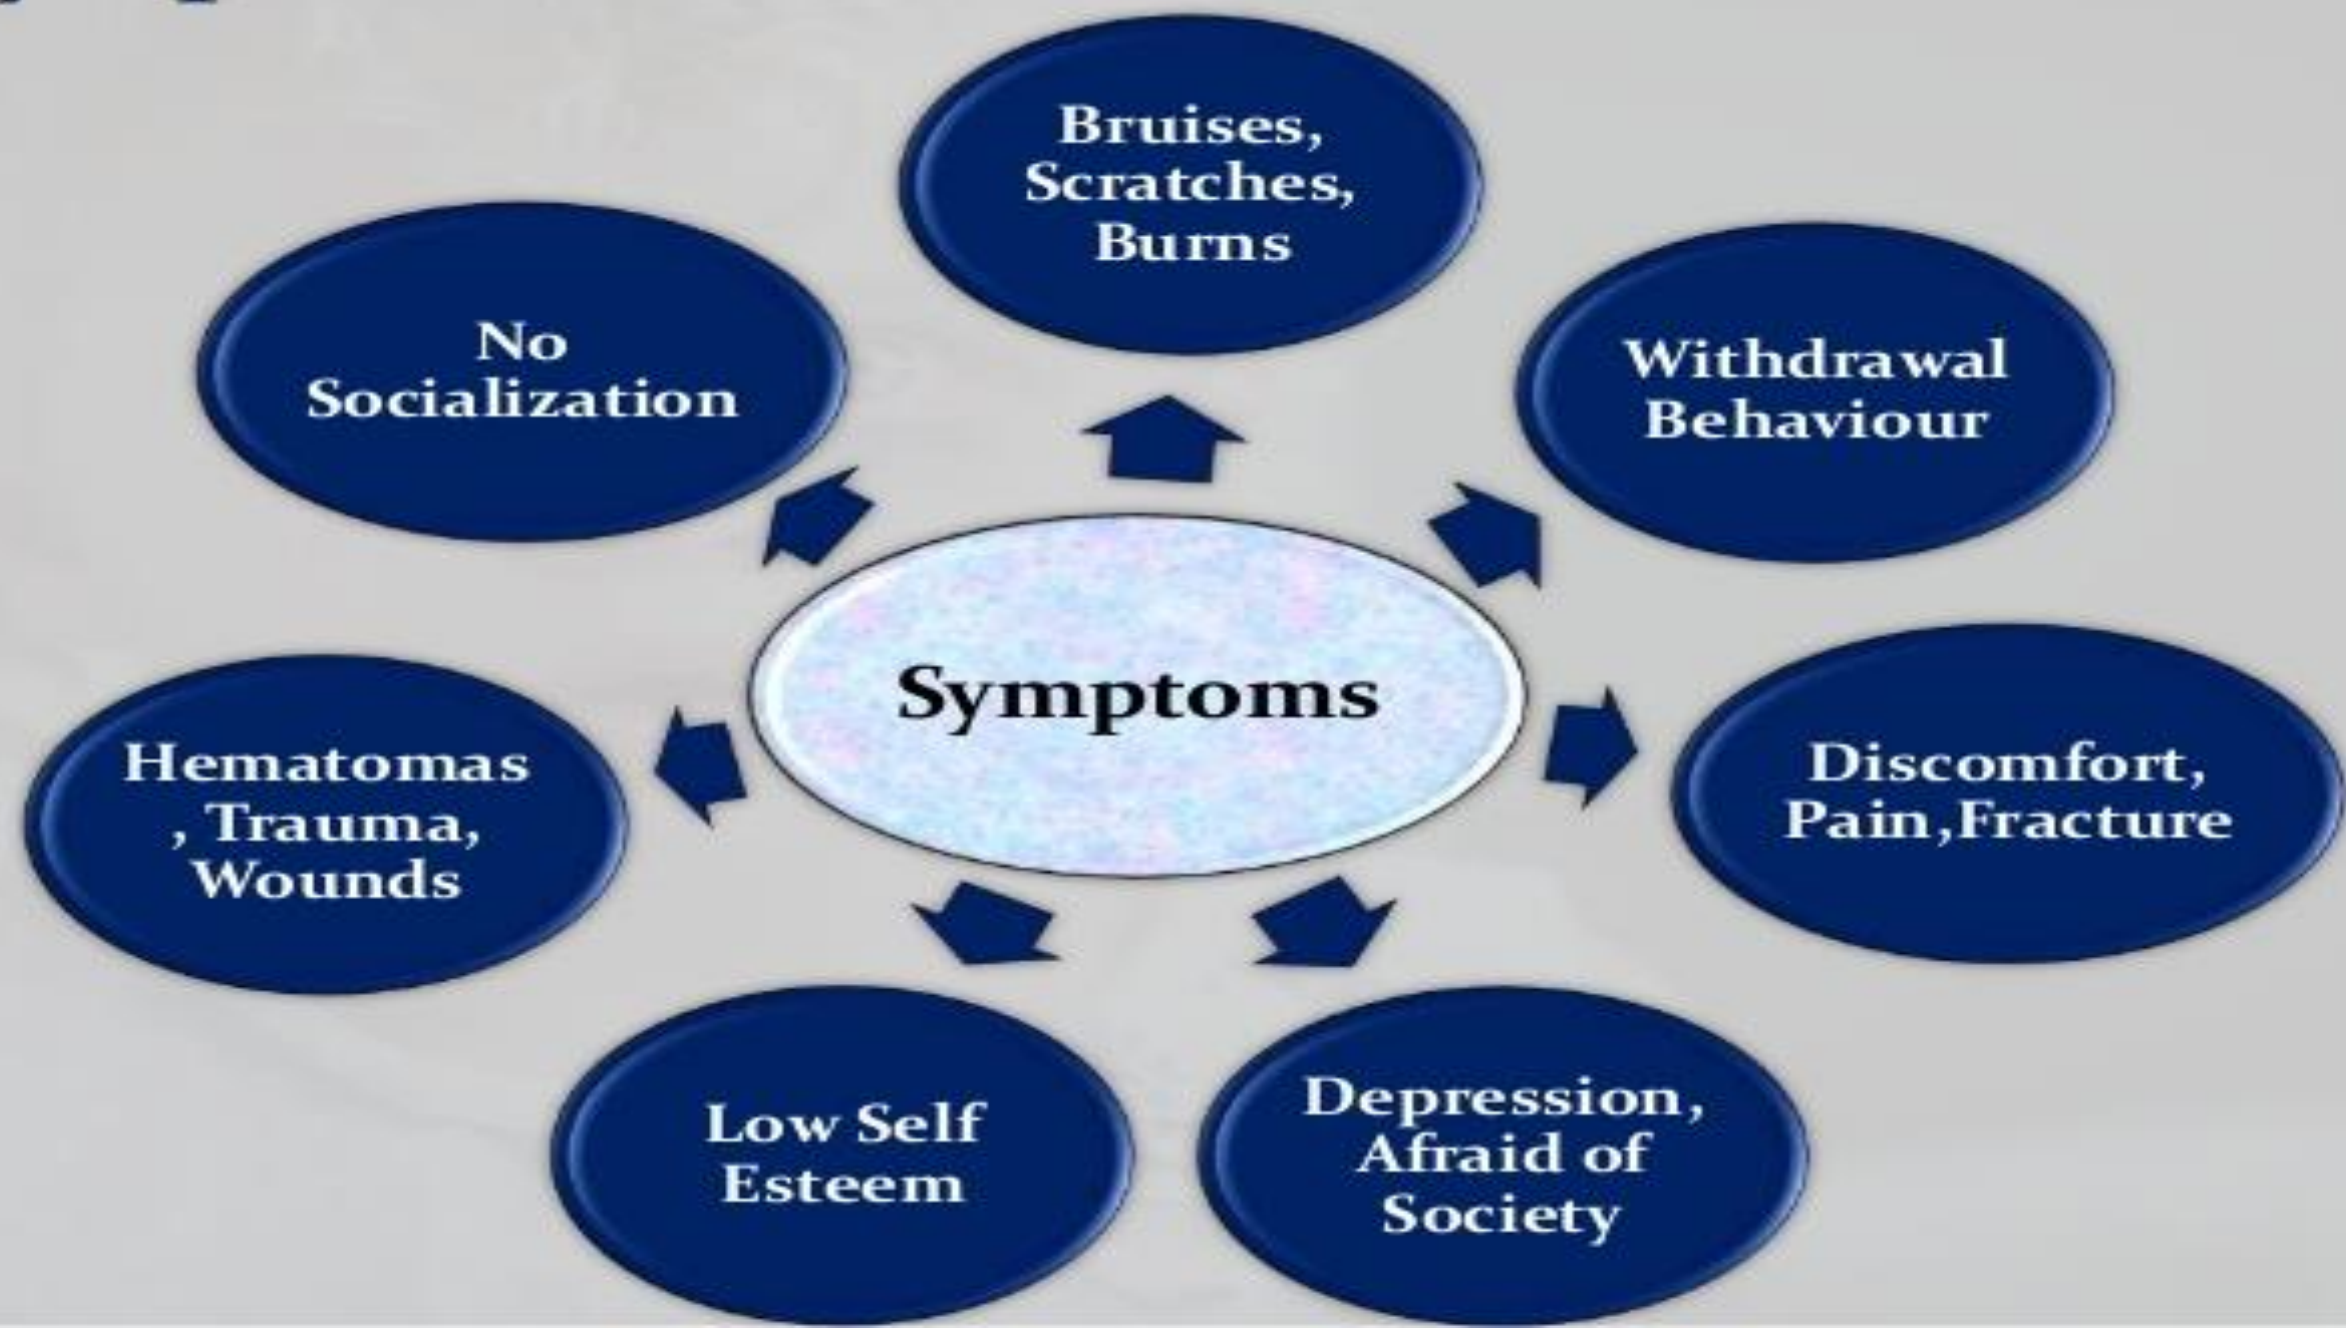 Bruises,
Scratches,
Burns
No
Socialization
Withdrawal
Behaviour
Symptoms
Hematomas
, Trauma,
Wounds
Discomfort,
Pain,Fracture
Low Self
Esteem
Depression,
Afraid of
Society